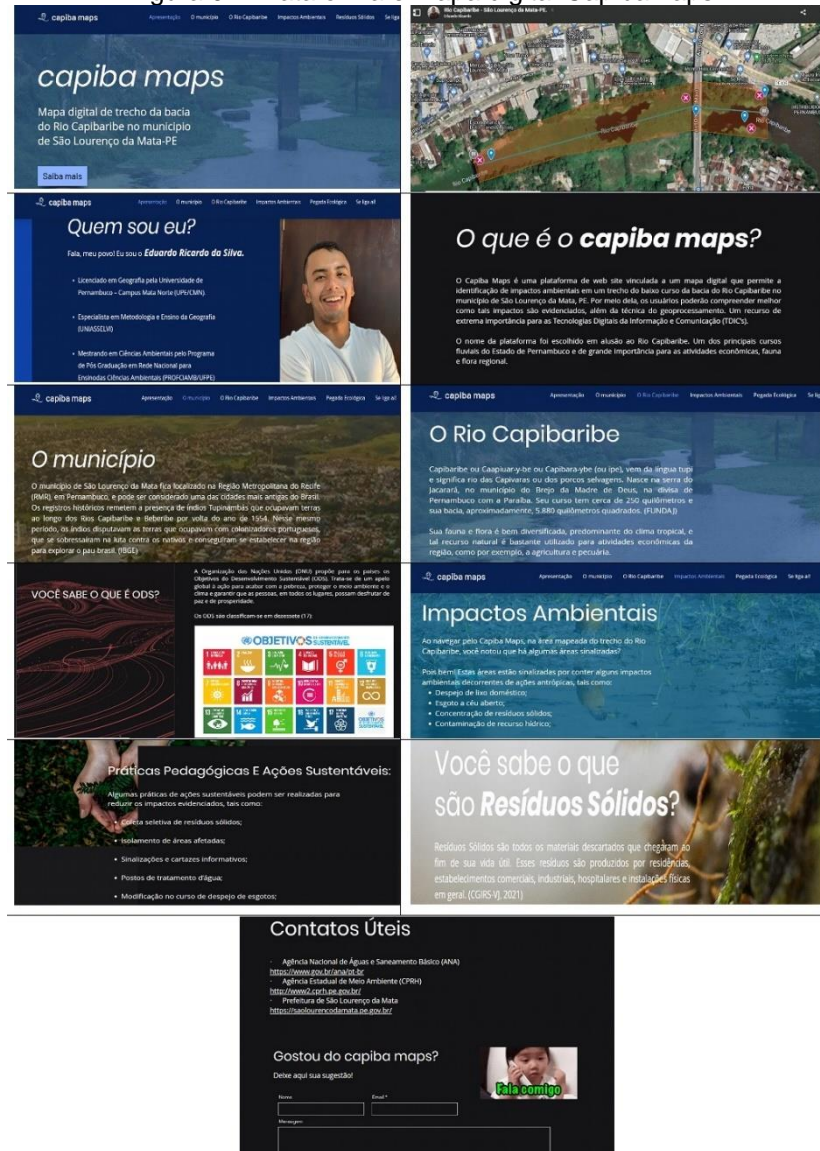 capiba maps
Apresentação O município O Rio Capibaribe Impactos Ambientais Resíduos Sólidos Se liga
capiba maps
Mapa digital de trecho da bacia
do Rio Capibaribe no município
de São Lourenço da Mata-PE
Saiba mais
Rio Capibaribe - São Lourenço da Mata-PE.
Rio Capibaribe
Rio Capibaribe
capiba maps
Apresentação O município O Rio Capibaribe Impactos Ambientais Pegada Ecológica Se liga aí!
Quem sou eu?
Fala, meu povo! Eu sou o Eduardo Ricardo da Silva.
• Licenciado em Geografia pela Universidade de
Pernambuco – Campus Mata Norte (UPE/CMN).
• Especialista em Metodologia e Ensino da Geografia
(UNIASSELVI)
• Mestrando em Ciências Ambientais pelo Programa
de Pós Graduação em Rede Nacional para
Ensinodas Ciências Ambientais (PROFCIAMB/UFPE)
O que é o capiba maps?
O Capiba Maps é uma plataforma de web site vinculada a um mapa digital que permite a
identificação de impactos ambientais em um trecho do baixo curso da bacia do Rio Capibaribe no
município de São Lourenço da Mata, PE. Por meio dela, os usuários poderão compreender melhor
como tais impactos são evidenciados, além da técnica do geoprocessamento. Um recurso de
extrema importância para as Tecnologias Digitais da Informação e Comunicação (TDIC's).
O nome da plataforma foi escolhido em alusão ao Rio Capibaribe. Um dos principais cursos
fluviais do Estado de Pernambuco e de grande importância para as atividades econômicas, fauna
e flora regional.
capiba maps
Apresentação O município O Rio Capibaribe Impactos Ambientais Pegada Ecológica Se liga aí!
O município
O município de São Lourenço da Mata fica localizado na Região Metropolitana do Recife
(RMR), em Pernambuco, e pode ser considerado uma das cidades mais antigas do Brasil.
Os registros históricos retratam a presença de índios Tupinambás que ocupavam terras
ao longo dos Rios Capibaribe e Beberibe por volta do ano de 1554. Nesse mesmo
período, os índios disputavam as terras que ocupavam com colonizadores portugueses,
que se sobressaíram na luta contra os nativos e conseguiram se estabelecer na região
para explorar o pau brasil. (IBGE)
capiba maps
Apresentação O município O Rio Capibaribe Impactos Ambientais Pegada Ecológica Se liga
O Rio Capibaribe
Capibaribe ou Caapiuar-y-be ou Capibara-ybe (ou ipe), vem da língua tupi
e significa rio das Capivaras ou dos porcos selvagens. Nasce na serra do
Jacarará, no município do Brejo da Madre de Deus, na divisa de
Pernambuco com a Paraíba. Seu curso tem cerca de 250 quilômetros e
sua bacia, aproximadamente, 5.880 quilômetros quadrados. (FUNDAJ)
Sua fauna e flora é bem diversificada, predominante do clima tropical, e
tal recurso natural é bastante utilizado para atividades econômicas da
região, como por exemplo, a agricultura e pecuária.
VOCÊ SABE O QUE É ODS?
A Organização das Nações Unidas (ONU) propõe para os países os
Objetivos do Desenvolvimento Sustentável (ODS). Trata-se de um apelo
global à ação para acabar com a pobreza, proteger o meio ambiente e o
clima e garantir que as pessoas, em todos os lugares, possam desfrutar de
paz e de prosperidade.
Os ODS são classificam-se em dezessete (17):
OBJETIVOS DE DESENVOLVIMENTO SUSTENTÁVEL
capiba maps
Apresentação O município O Rio Capibaribe Impactos Ambientais Pegada Ecológica Se liga aí!
Impactos Ambientais
Ao navegar pelo Capiba Maps, na área mapeada do trecho do Rio
Capibaribe, você notou que há algumas áreas sinalizadas?
Pois bem! Estas áreas estão sinalizadas por conter alguns impactos
ambientais decorrentes de ações antrópicas, tais como:
• Despejo de lixo doméstico;
• Esgoto a céu aberto;
• Concentração de resíduos sólidos;
• Contaminação de recurso hídrico;
Práticas Pedagógicas E Ações Sustentáveis:
Algumas práticas de ações sustentáveis podem ser realizadas para
reduzir os impactos evidenciados, tais como:
• Coleta seletiva de resíduos sólidos;
• Isolamento de áreas afetadas;
• Sinalizações e cartazes informativos;
• Postos de tratamento d'água;
• Modificação no curso de despejo de esgotos;
Você sabe o que
são Resíduos Sólidos?
Resíduos Sólidos são todos os materiais descartados que chegaram ao
fim de sua vida útil. Esses resíduos são produzidos por residências,
estabelecimentos comerciais, industriais, hospitalares e instalações físicas
em geral. (CGIRS-VJ, 2021)
Contatos Úteis
· Agência Nacional de Águas e Saneamento Básico (ANA)
https://www.gov.br/ana/pt-br
· Agência Estadual de Meio Ambiente (CPRH)
http://www2.cprh.pe.gov.br/
· Prefeitura de São Lourenço da Mata
https://saolourencodamata.pe.gov.br/
Gostou do capiba maps?
Deixe aqui sua sugestão!
Fala comigo
Nome Email *
Mensagem